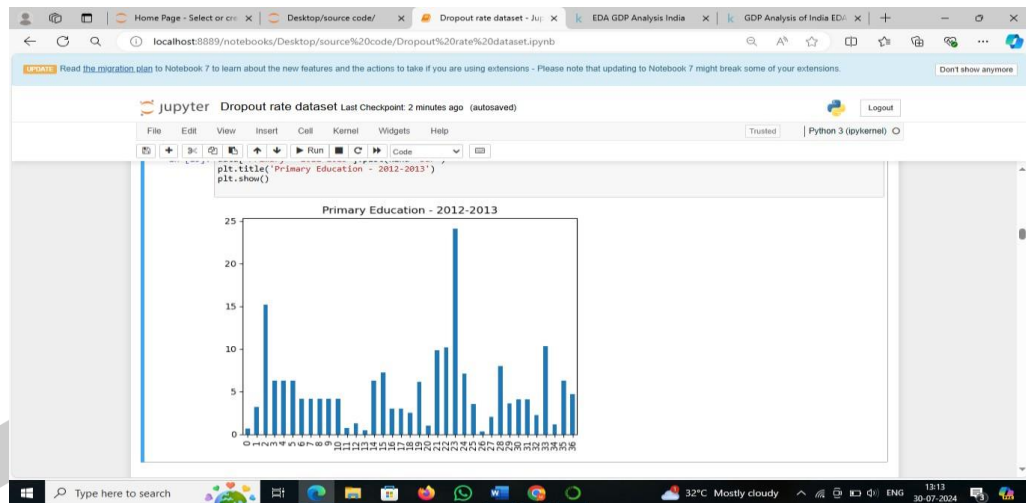 Home Page - Select or cre
Desktop/source code/
Dropout rate dataset - Ju
EDA GDP Analysis India
GDP Analysis of India EDA
localhost:8889/notebooks/Desktop/source%20code/Dropout%20rate%20dataset.ipynb
UPDATE Read the migration plan to Notebook 7 to learn about the new features and the actions to take if you are using extensions - Please note that updating to Notebook 7 might break some of your extensions.
Don't show anymore
jupyter Dropout rate dataset Last Checkpoint: 2 minutes ago (autosaved)
Logout
File Edit View Insert Cell Kernel Widgets Help
Trusted Python 3 (ipykernel)
Run Code
plt.title('Primary Education - 2012-2013')
plt.show()
Primary Education - 2012-2013
25
20
15
10
5
0
0 1 2 3 4 5 6 7 8 9 10 11 12 13 14 15 16 17 18 19 20 21 22 23 24 25 26 27 28 29 30 31 32 33 34 35 36
Type here to search
32°C Mostly cloudy
ENG
13:13
30-07-2024